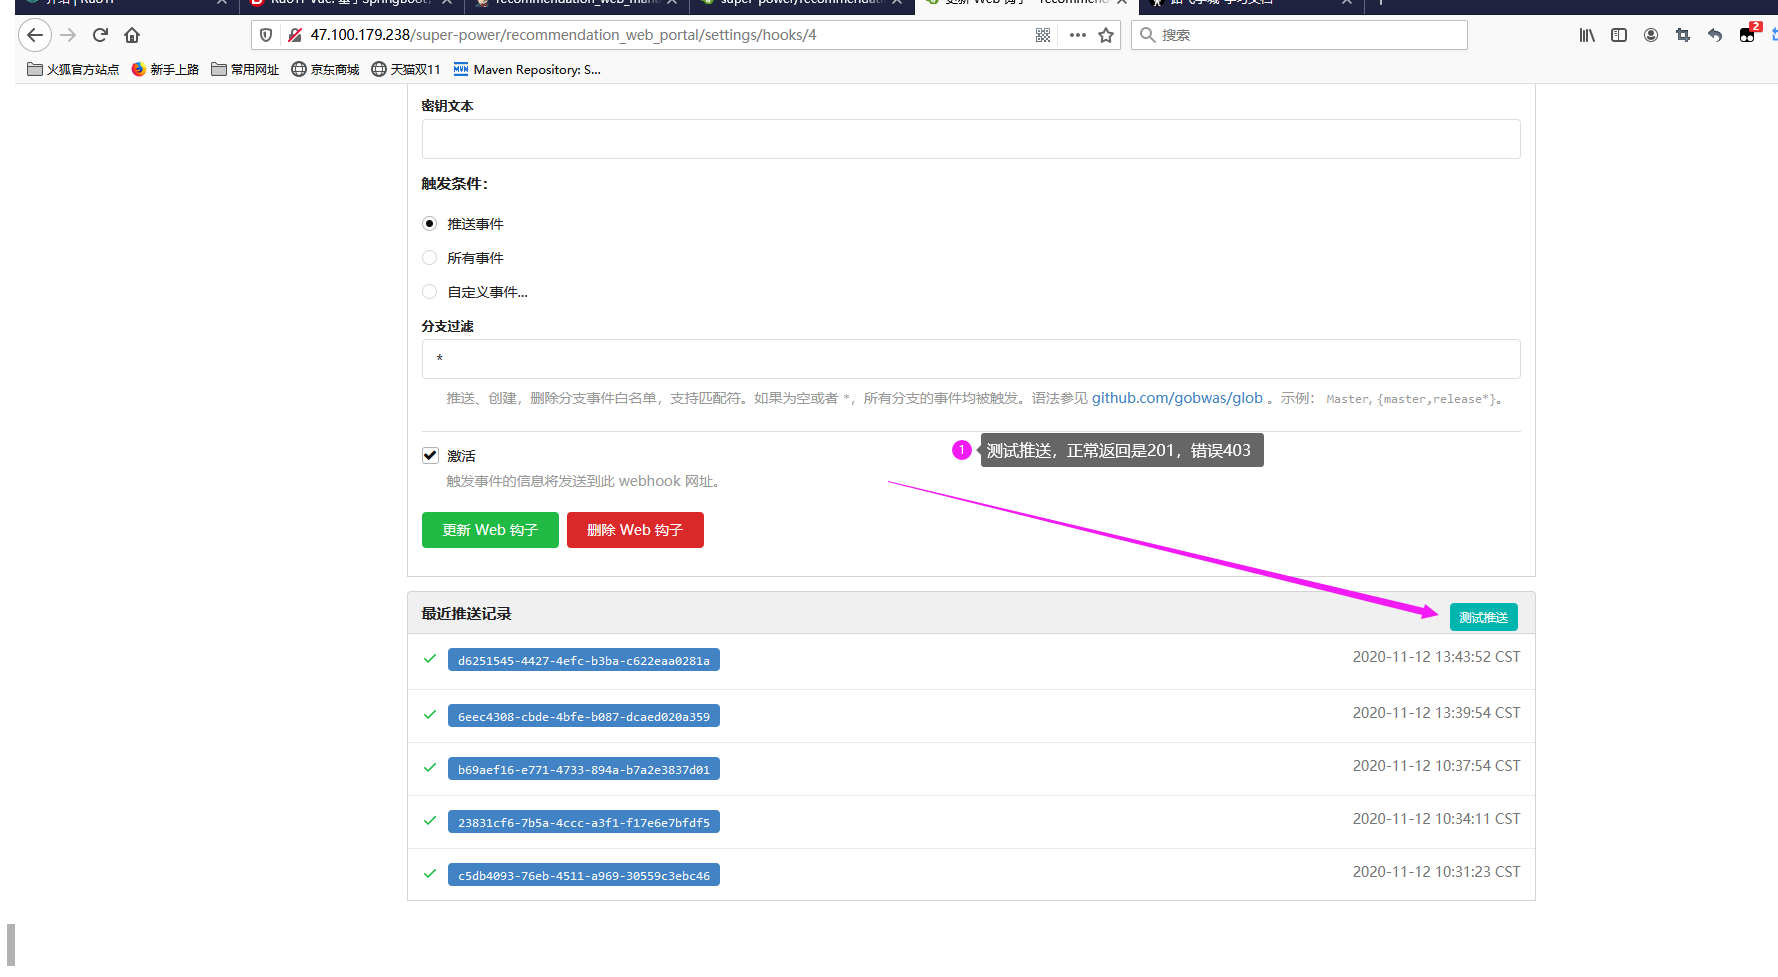 47.100.179.238/super-power/recommendation_web_portal/settings/hooks/4
搜索
2
火狐官方站点 新手上路 常用网址 京东商城 天猫双11 Maven Repository: S...
密钥文本
触发条件：
推送事件
所有事件
自定义事件...
分支过滤
*
推送、创建，删除分支事件白名单，支持匹配符。如果为空或者 *，所有分支的事件均被触发。语法参见 github.com/gobwas/glob 。示例： Master, {master,release*}。
1 测试推送，正常返回是201，错误403
激活
触发事件的信息将发送到此 webhook 网址。
更新 Web 钩子 删除 Web 钩子
最近推送记录 测试推送
d6251545-4427-4efc-b3ba-c622eaa0281a 2020-11-12 13:43:52 CST
6eec4308-cbde-4bfe-b087-dcaed020a359 2020-11-12 13:39:54 CST
b69aef16-e771-4733-894a-b7a2e3837d01 2020-11-12 10:37:54 CST
23831cf6-7b5a-4ccc-a3f1-f17e6e7bfdf5 2020-11-12 10:34:11 CST
c5db4093-76eb-4511-a969-30559c3ebc46 2020-11-12 10:31:23 CST